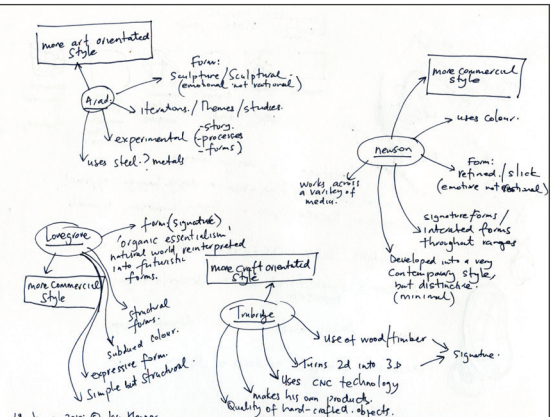 more art orientated
style
Arad.
Form:
sculpture/Sculptural.
(emotional not rational)
iterations./Themes/studies.
experimental
-story.
-processes
-forms)
uses steel.? metals
more commercial
style
uses colour.
newson
Form:
refined./slick
(emotive not rational)
works across
a variety of
media.
signature forms/
interated forms
throught ranges
Developed into a very
Contempary style,
but distinctive.
(minimal)
Lovegrove
form (signature)
'organic essentialism,
natural world reinterpreted
into futuristic
forms.
more commercial
style
structural
forms.
subdued colour.
expressive form.
Simple but structural.
more craft orientated
style
Trubridge
Use of wood/timber
Turns 2d into 3D
signature.
Uses CNC technology
makes his own products.
Quality of hand-crafted objects.